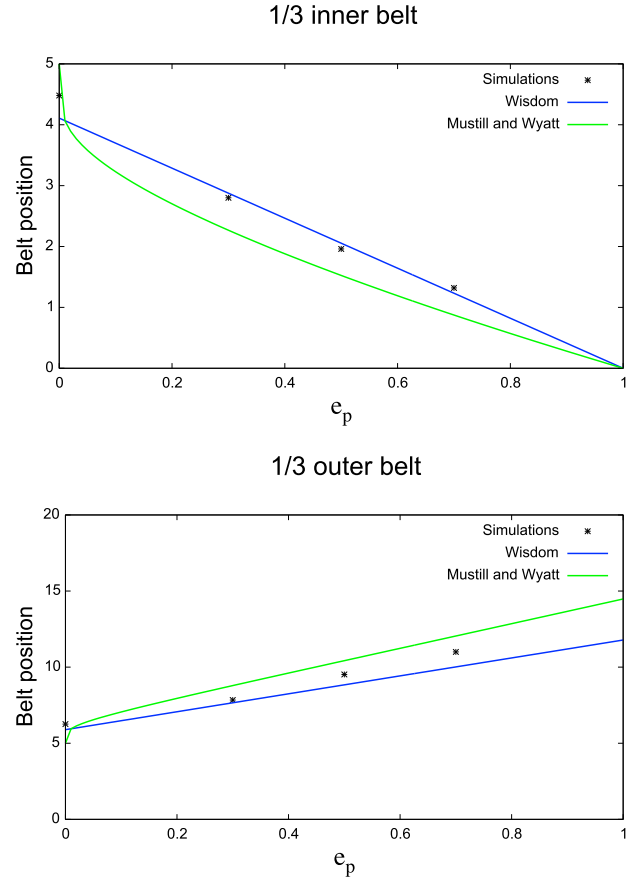 1/3 inner belt
Simulations
Wisdom
Mustill and Wyatt
Belt position
5
4
3
2
1
0
0 0.2 0.4 0.6 0.8 1
e_p
1/3 outer belt
Simulations
Wisdom
Mustill and Wyatt
Belt position
20
15
10
5
0
0 0.2 0.4 0.6 0.8 1
e_p